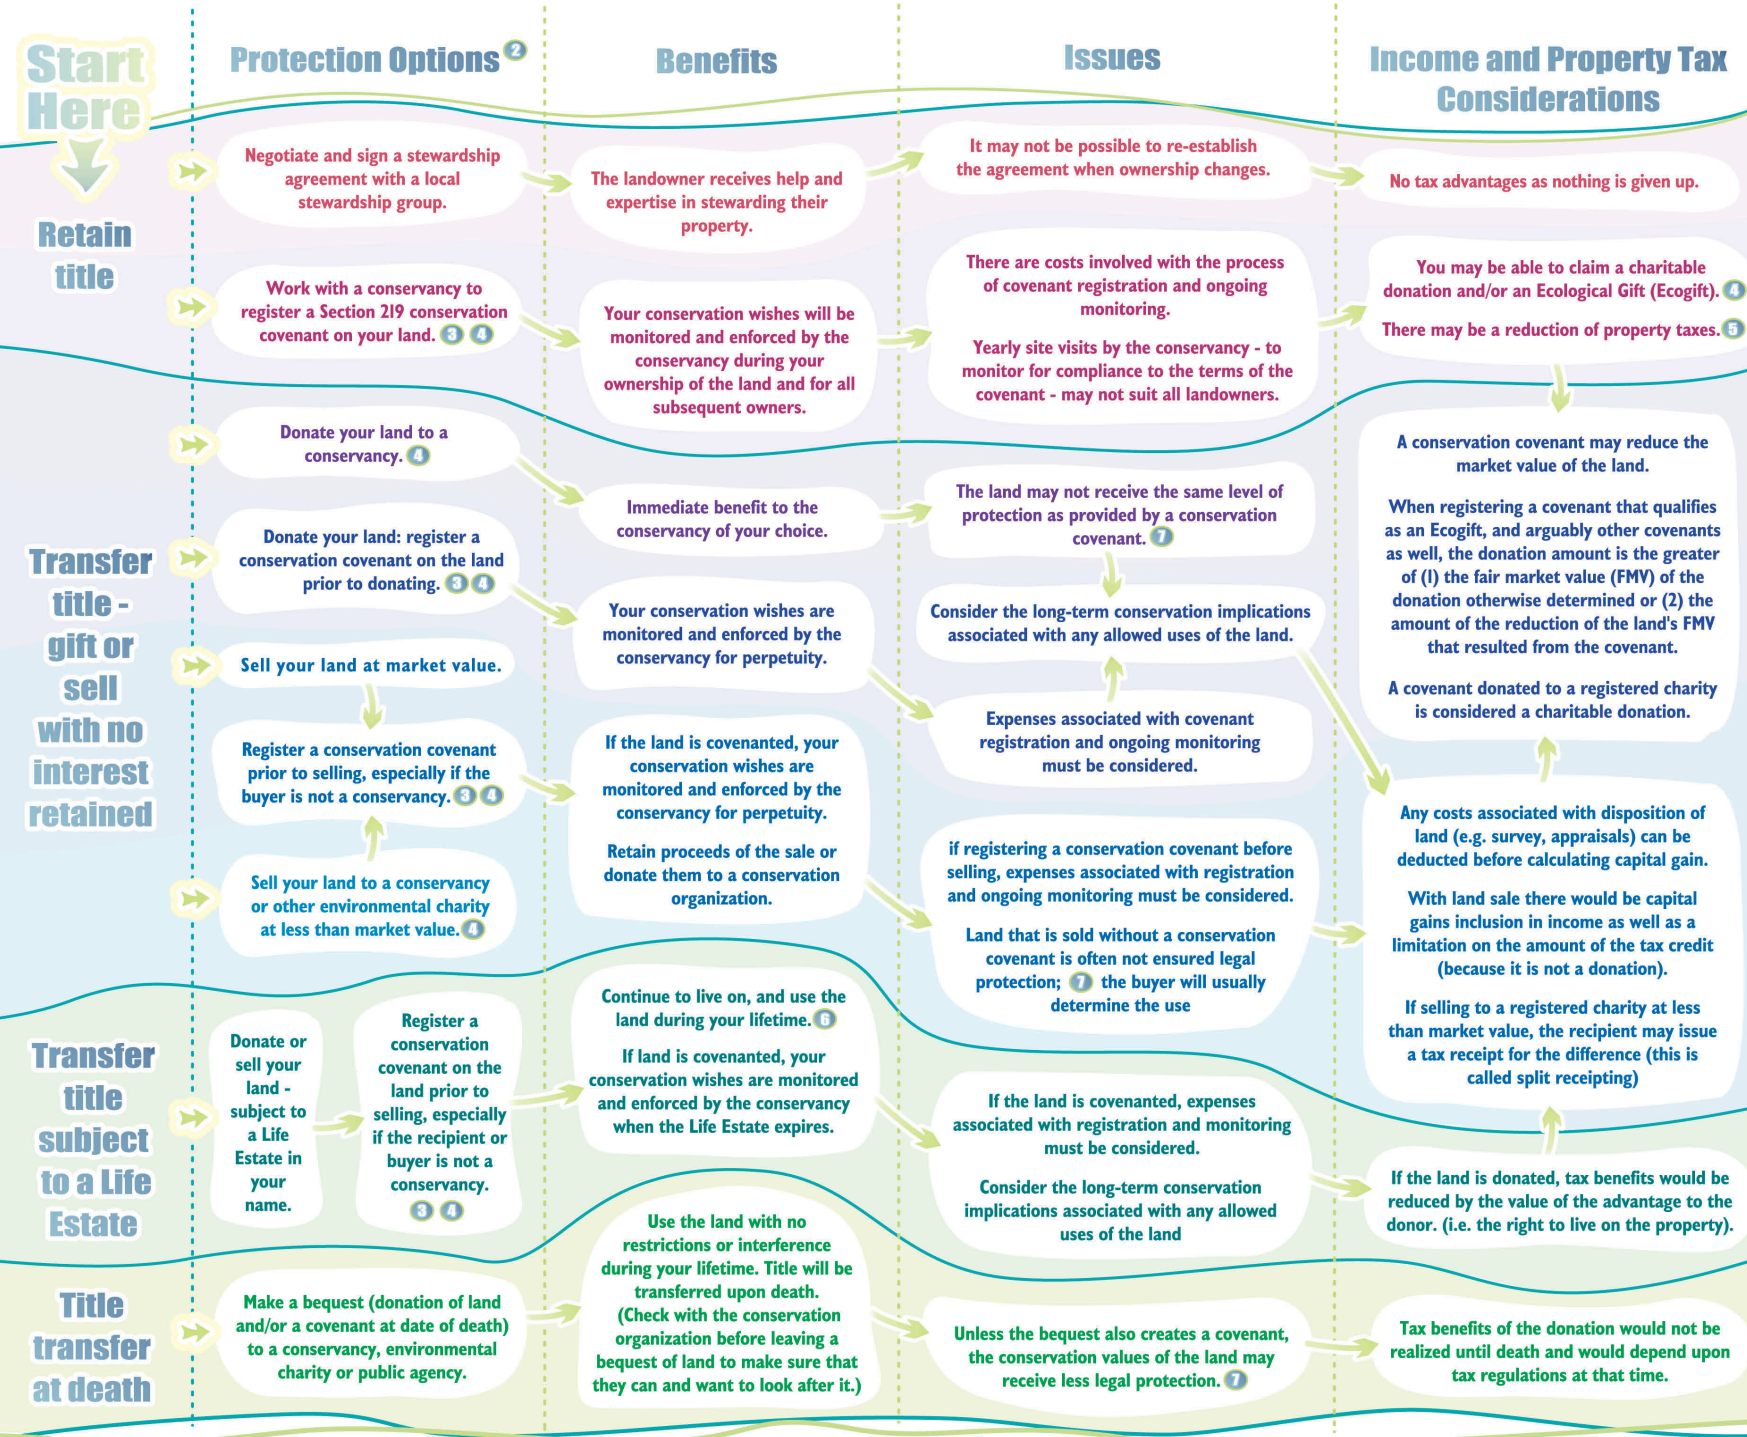 Start
Here
Protection Options 2
Benefits
Issues
Income and Property Tax
Considerations
Retain
title
Negotiate and sign a stewardship
agreement with a local
stewardship group.
The landowner receives help and
expertise in stewarding their
property.
It may not be possible to re-establish
the agreement when ownership changes.
No tax advantages as nothing is given up.
Work with a conservancy to
register a Section 219 conservation
covenant on your land. 3 4
Your conservation wishes will be
monitored and enforced by the
conservancy during your
ownership of the land and for all
subsequent owners.
There are costs involved with the process
of covenant registration and ongoing
monitoring.
Yearly site visits by the conservancy - to
monitor for compliance to the terms of the
covenant - may not suit all landowners.
You may be able to claim a charitable
donation and/or an Ecological Gift (Ecogift). 4
There may be a reduction of property taxes. 5
Transfer
title -
gift or
sell
with no
interest
retained
Donate your land to a
conservancy. 4
Immediate benefit to the
conservancy of your choice.
The land may not receive the same level of
protection as provided by a conservation
covenant. 7
Donate your land: register a
conservation covenant on the land
prior to donating. 3 4
Your conservation wishes are
monitored and enforced by the
conservancy for perpetuity.
Consider the long-term conservation implications
associated with any allowed uses of the land.
Expenses associated with covenant
registration and ongoing monitoring
must be considered.
A conservation covenant may reduce the
market value of the land.
When registering a covenant that qualifies
as an Ecogift, and arguably other covenants
as well, the donation amount is the greater
of (1) the fair market value (FMV) of the
donation otherwise determined or (2) the
amount of the reduction of the land's FMV
that resulted from the covenant.
A covenant donated to a registered charity
is considered a charitable donation.
Sell your land at market value.
Register a conservation covenant
prior to selling, especially if the
buyer is not a conservancy. 3 4
Sell your land to a conservancy
or other environmental charity
at less than market value. 4
If the land is covenanted, your
conservation wishes are
monitored and enforced by the
conservancy for perpetuity.
Retain proceeds of the sale or
donate them to a conservation
organization.
if registering a conservation covenant before
selling, expenses associated with registration
and ongoing monitoring must be considered.
Land that is sold without a conservation
covenant is often not ensured legal
protection; 7 the buyer will usually
determine the use
Any costs associated with disposition of
land (e.g. survey, appraisals) can be
deducted before calculating capital gain.
With land sale there would be capital
gains inclusion in income as well as a
limitation on the amount of the tax credit
(because it is not a donation).
If selling to a registered charity at less
than market value, the recipient may issue
a tax receipt for the difference (this is
called split receipting)
Transfer
title
subject
to a Life
Estate
Donate or
sell your
land -
subject to
a Life
Estate in
your
name.
Register a
conservation
covenant on the
land prior to
selling, especially
if the recipient or
buyer is not a
conservancy.
3 4
Continue to live on, and use the
land during your lifetime. 6
If land is covenanted, your
conservation wishes are monitored
and enforced by the conservancy
when the Life Estate expires.
If the land is covenanted, expenses
associated with registration and monitoring
must be considered.
Consider the long-term conservation
implications associated with any allowed
uses of the land
If the land is donated, tax benefits would be
reduced by the value of the advantage to the
donor. (i.e. the right to live on the property).
Title
transfer
at death
Make a bequest (donation of land
and/or a covenant at date of death)
to a conservancy, environmental
charity or public agency.
Use the land with no
restrictions or interference
during your lifetime. Title will be
transferred upon death.
(Check with the conservation
organization before leaving a
bequest of land to make sure that
they can and want to look after it.)
Unless the bequest also creates a covenant,
the conservation values of the land may
receive less legal protection. 7
Tax benefits of the donation would not be
realized until death and would depend upon
tax regulations at that time.